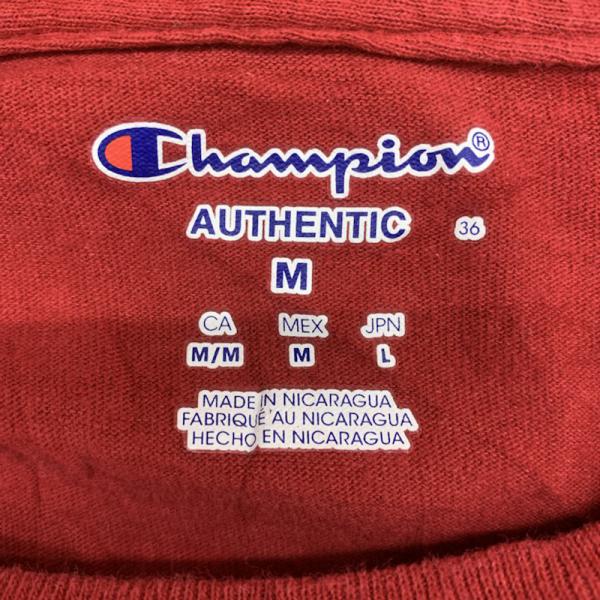 Champion®
AUTHENTIC 36
M
CA MEX JPN
M/M M L
MADE IN NICARAGUA
FABRIQUÉ AU NICARAGUA
HECHO EN NICARAGUA